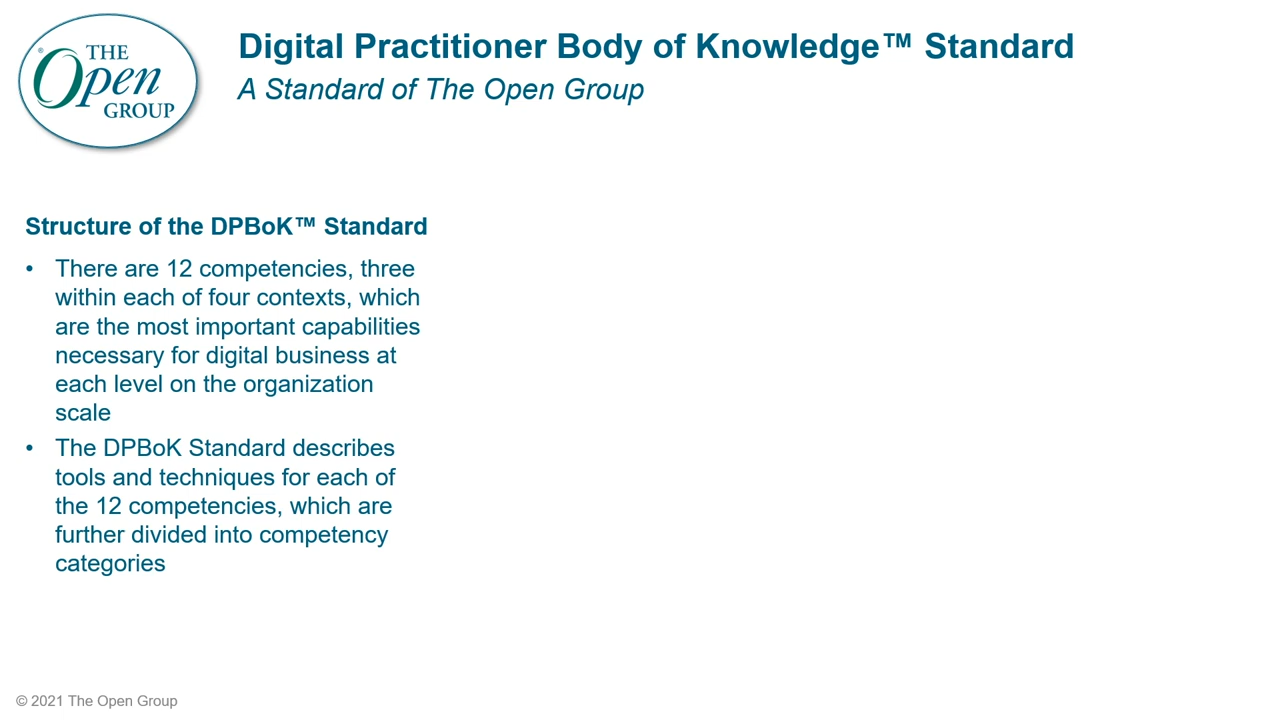 THE
Open
GROUP
®
Digital Practitioner Body of Knowledge™ Standard
A Standard of The Open Group
Structure of the DPBoK™ Standard
• There are 12 competencies, three
within each of four contexts, which
are the most important capabilities
necessary for digital business at
each level on the organization
scale
• The DPBoK Standard describes
tools and techniques for each of
the 12 competencies, which are
further divided into competency
categories
© 2021 The Open Group